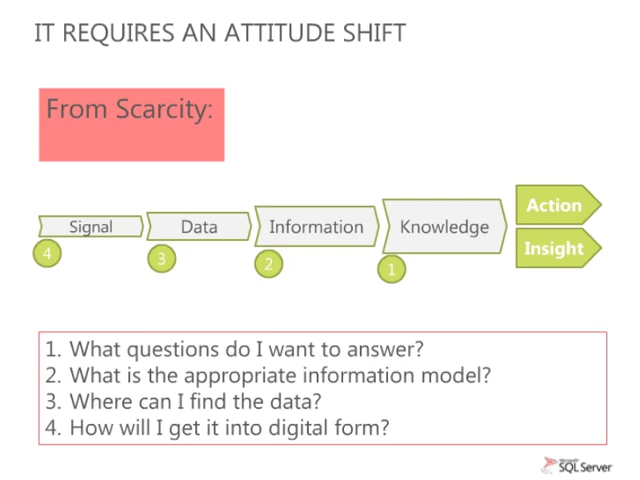 IT REQUIRES AN ATTITUDE SHIFT
From Scarcity:
Signal
Data
Information
Knowledge
Action
Insight
4
3
2
1
1. What questions do I want to answer?
2. What is the appropriate information model?
3. Where can I find the data?
4. How will I get it into digital form?
Microsoft
SQL Server